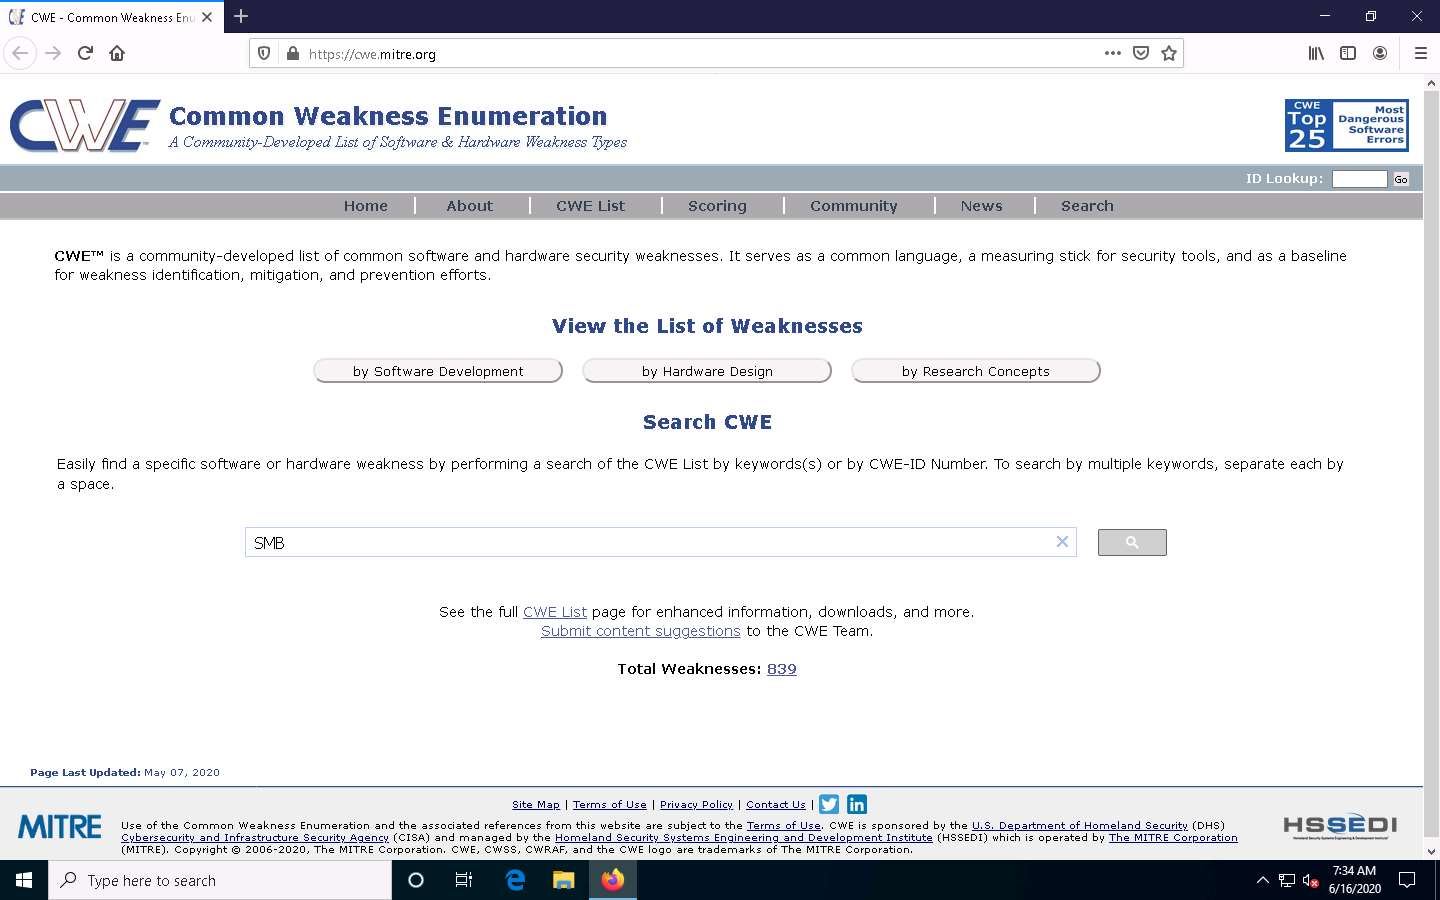 CWE - Common Weakness Enu
https://cwe.mitre.org
CWE
Common Weakness Enumeration
A Community-Developed List of Software & Hardware Weakness Types
CWE
Top
25
Most
Dangerous
Software
Errors
ID Lookup:
Go
Home
About
CWE List
Scoring
Community
News
Search
CWE™ is a community-developed list of common software and hardware security weaknesses. It serves as a common language, a measuring stick for security tools, and as a baseline
for weakness identification, mitigation, and prevention efforts.
View the List of Weaknesses
by Software Development
by Hardware Design
by Research Concepts
Search CWE
Easily find a specific software or hardware weakness by performing a search of the CWE List by keywords(s) or by CWE-ID Number. To search by multiple keywords, separate each by
a space.
SMB
See the full CWE List page for enhanced information, downloads, and more.
Submit content suggestions to the CWE Team.
Total Weaknesses: 839
Page Last Updated: May 07, 2020
Site Map | Terms of Use | Privacy Policy | Contact Us |
MITRE
Use of the Common Weakness Enumeration and the associated references from this website are subject to the Terms of Use. CWE is sponsored by the U.S. Department of Homeland Security (DHS)
Cybersecurity and Infrastructure Security Agency (CISA) and managed by the Homeland Security Systems Engineering and Development Institute (HSSEDI) which is operated by The MITRE Corporation
(MITRE). Copyright © 2006-2020, The MITRE Corporation. CWE, CWSS, CWRAF, and the CWE logo are trademarks of The MITRE Corporation.
HSSEDI
Homeland Security Systems Engineering & Development Institute
Type here to search
7:34 AM
6/16/2020